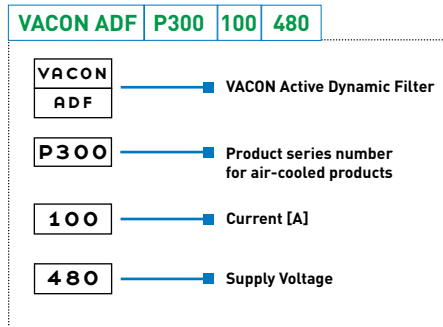 VACON ADF P300 100 480
VACON
ADF
VACON Active Dynamic Filter
P300
Product series number
for air-cooled products
100
Current [A]
480
Supply Voltage